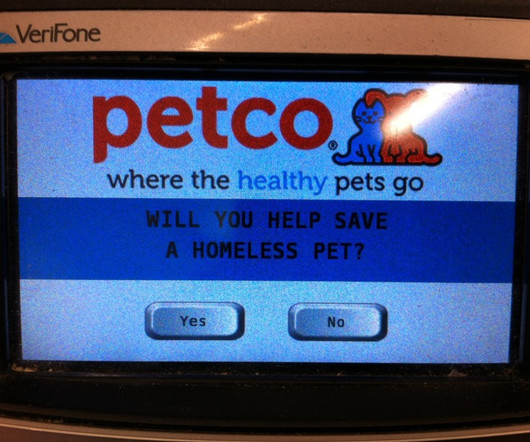 VeriFone
petco®
where the healthy pets go
WILL YOU HELP SAVE
A HOMELESS PET?
Yes No